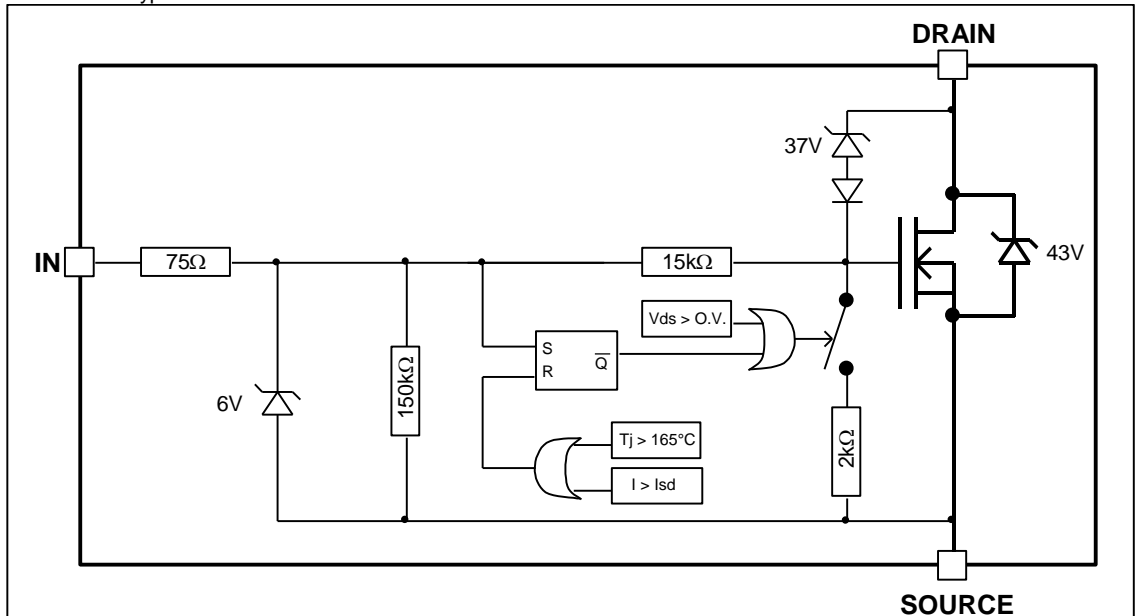 DRAIN
37V
43V
IN
75Ω
15kΩ
Vds > O.V.
S
R
Q
150kΩ
6V
Tj > 165°C
I > Isd
2kΩ
SOURCE